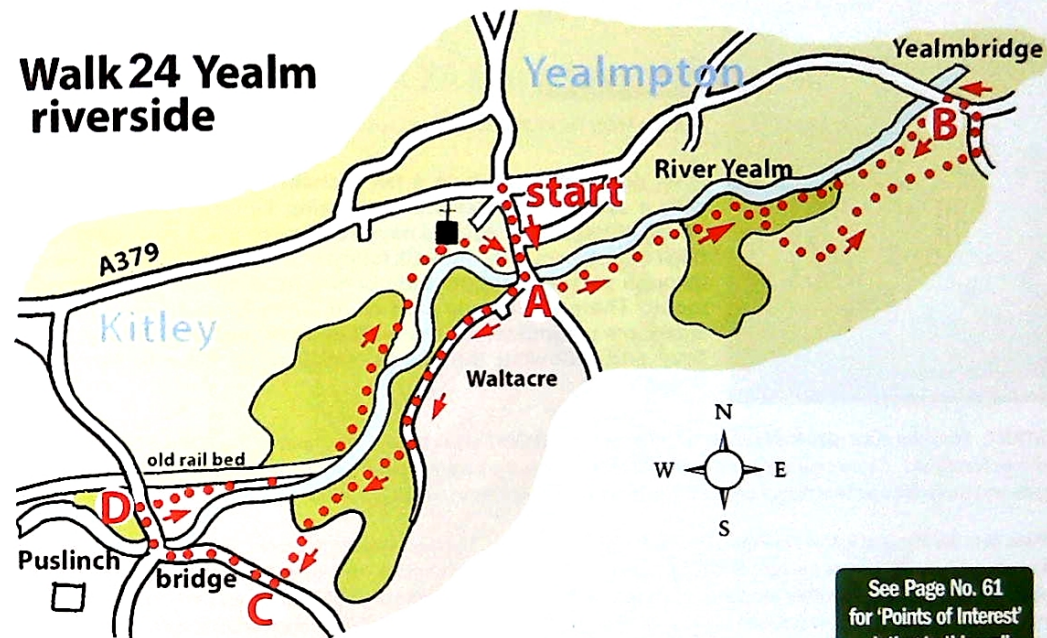 Walk 24 Yealm
riverside
Yealmpton
Yealmbridge
B
start
River Yealm
A379
A
Kitley
Waltacre
N
W E
S
old rail bed
D
Puslinch
bridge
C
See Page No. 61
for 'Points of Interest'